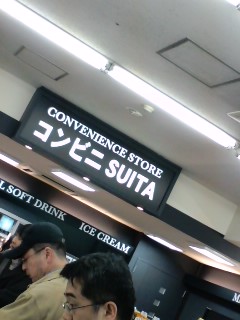 CONVENIENCE STORE
コンビニ SUITA
SOFT DRINK
ICE CREAM